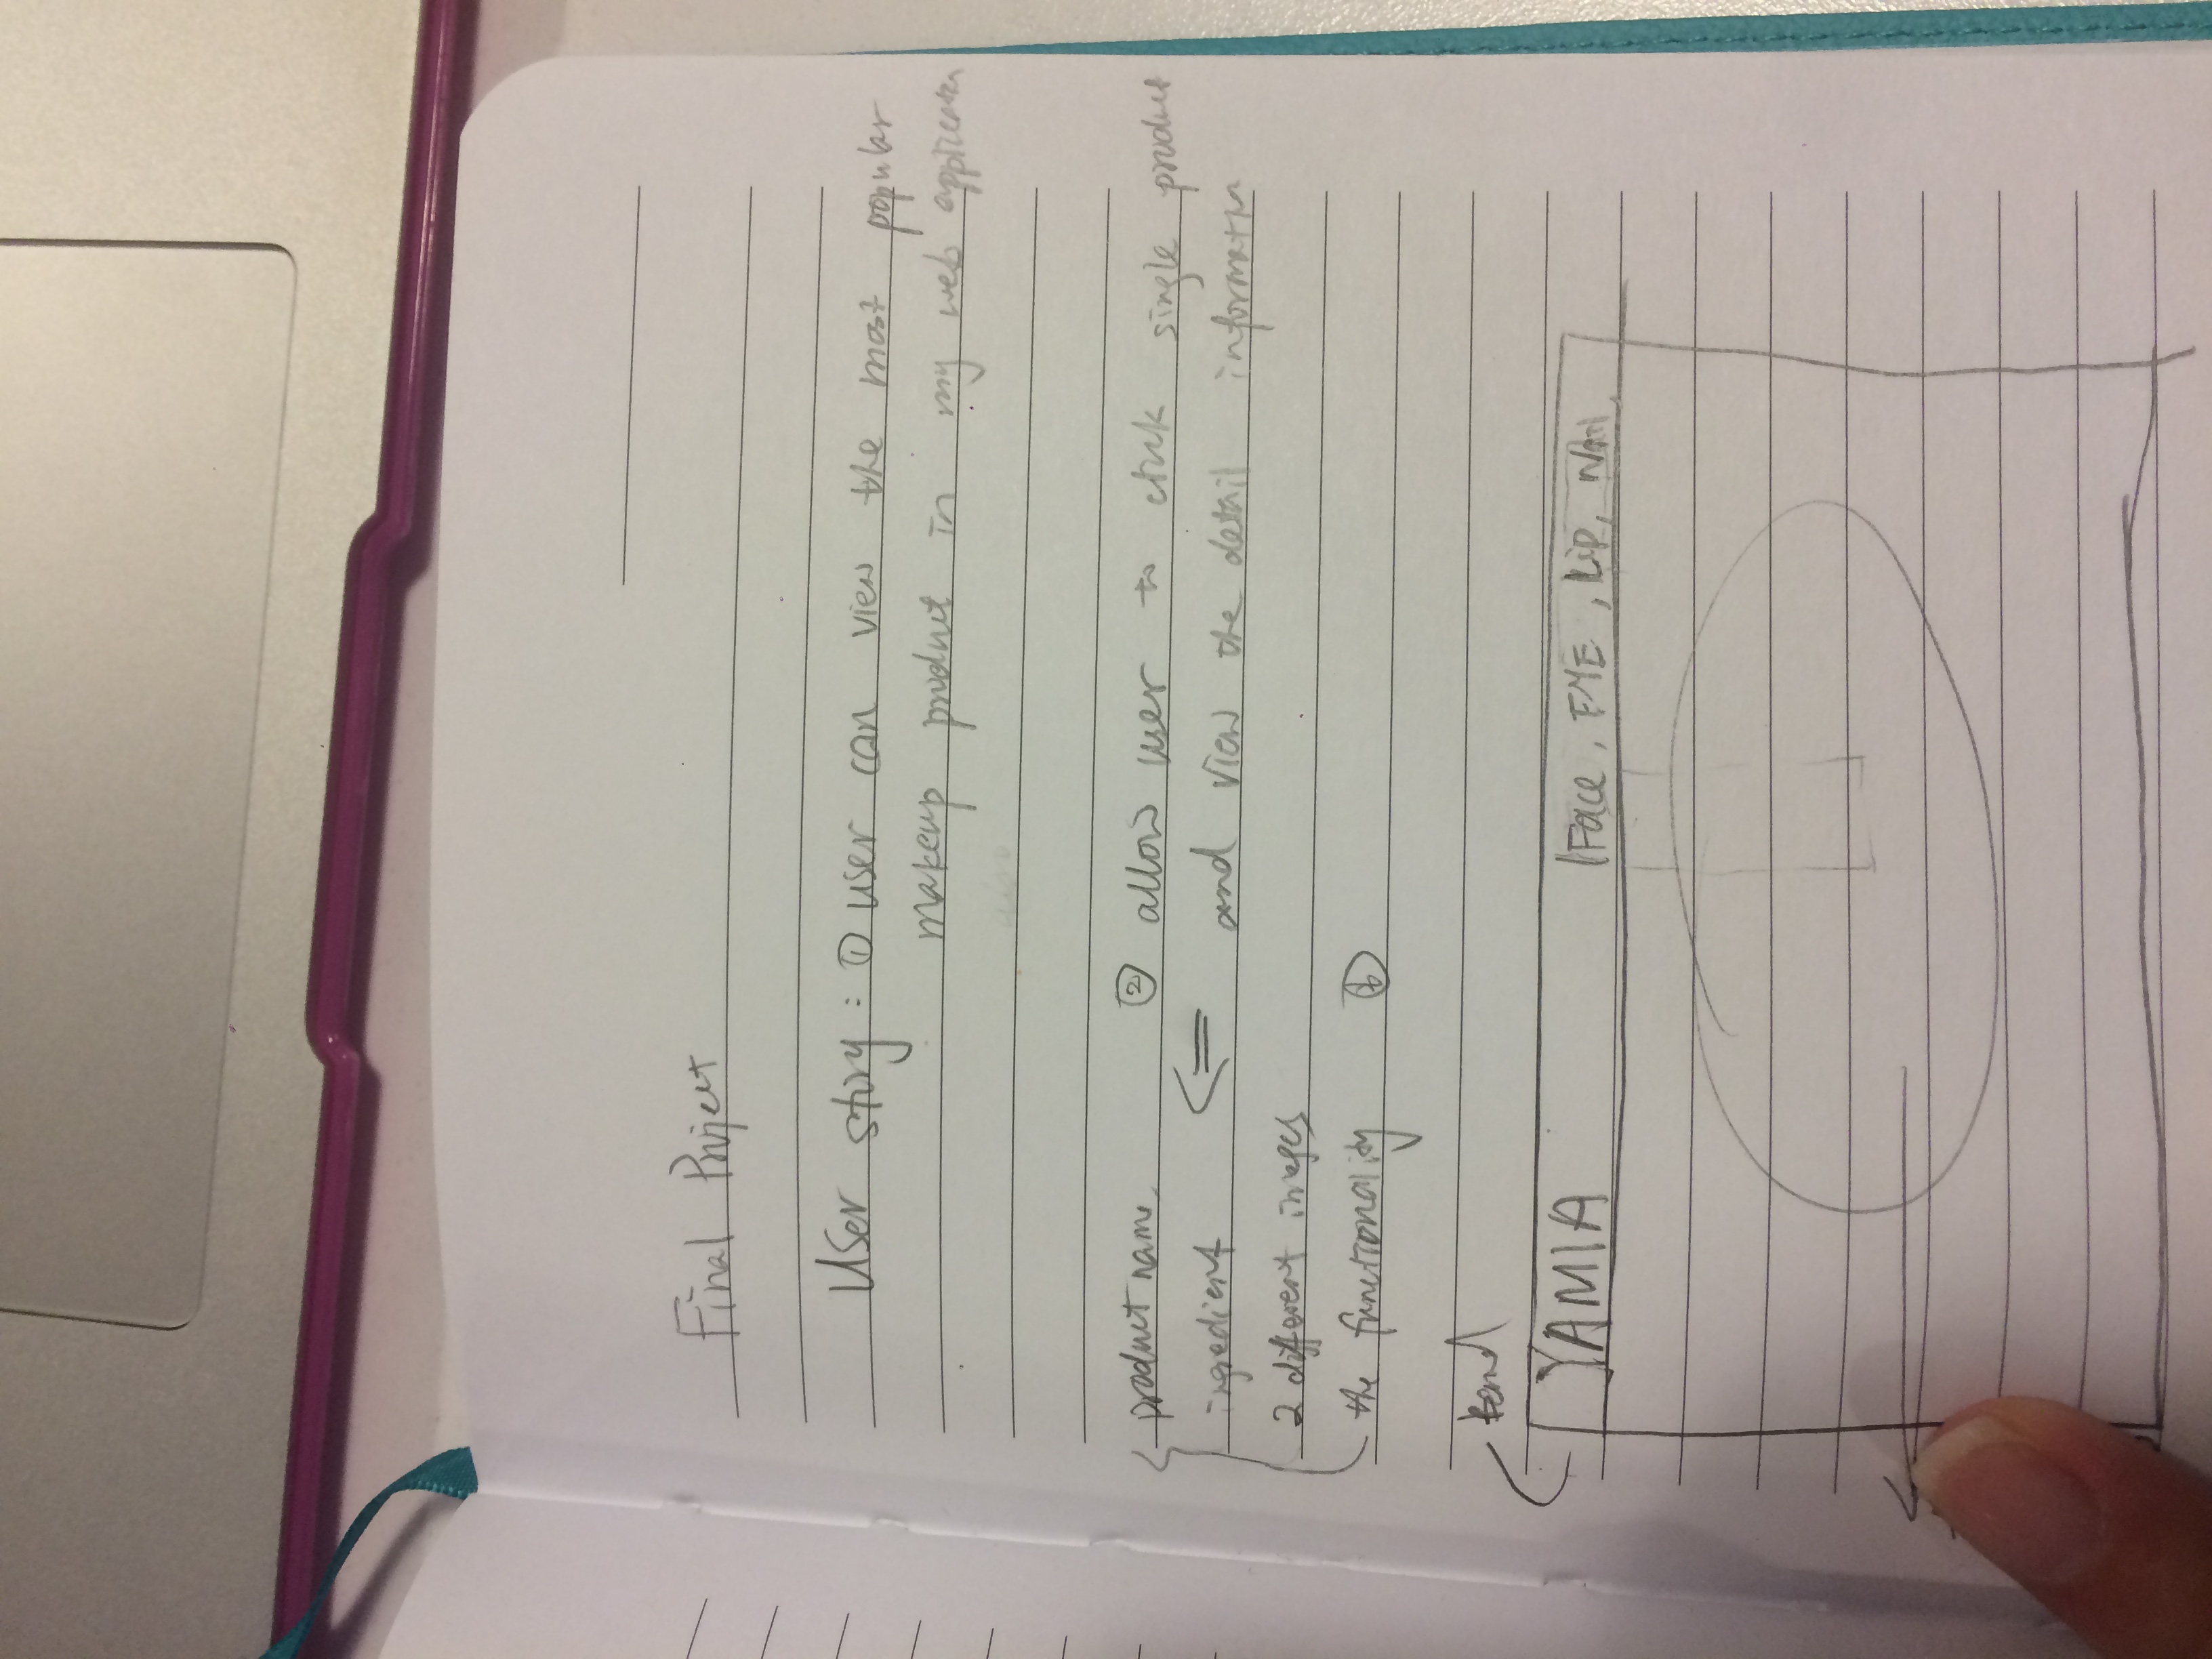 Final Project
User story: ① user can view the most popular
makeup product in my web application
product name, ② allow user to click single product
ingredient <= and view the detail information
2 different images
the functionality
YAMIA Face, EYE, Lip, Nail